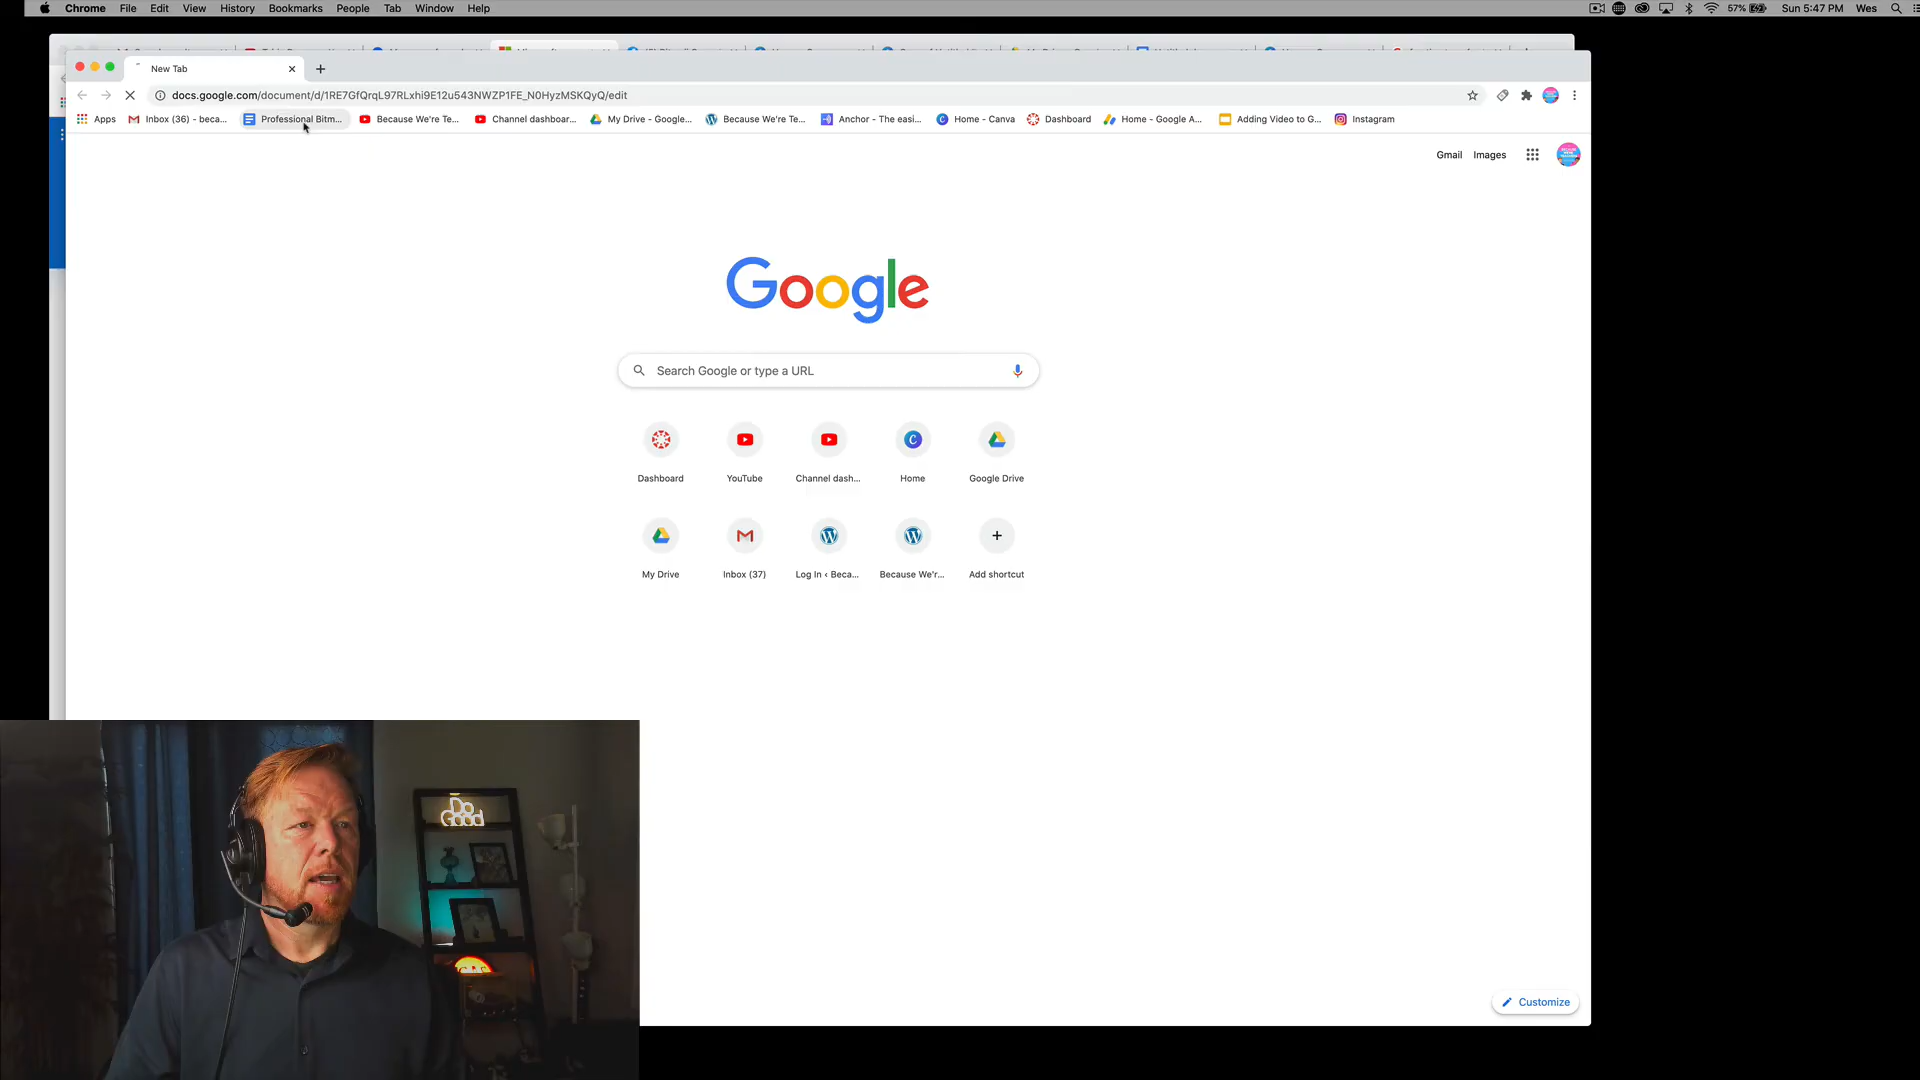 Chrome File Edit View History Bookmarks People Tab Window Help
57% Sun 5:47 PM Wes
New Tab
docs.google.com/document/d/1RE7GfQrqL97RLxhi9E12u543NWZP1FE_N0HyzMSKQyQ/edit
Apps Inbox (36) - beca... Professional Bitm... Because We're Te... Channel dashboar... My Drive - Google... Because We're Te... Anchor - The easi... Home - Canva Dashboard Home - Google A... Adding Video to G... Instagram
Gmail Images
Google
Search Google or type a URL
Dashboard YouTube Channel dash... Home Google Drive
My Drive Inbox (37) Log In ‹ Beca... Because We'r... Add shortcut
Do
Good
Customize